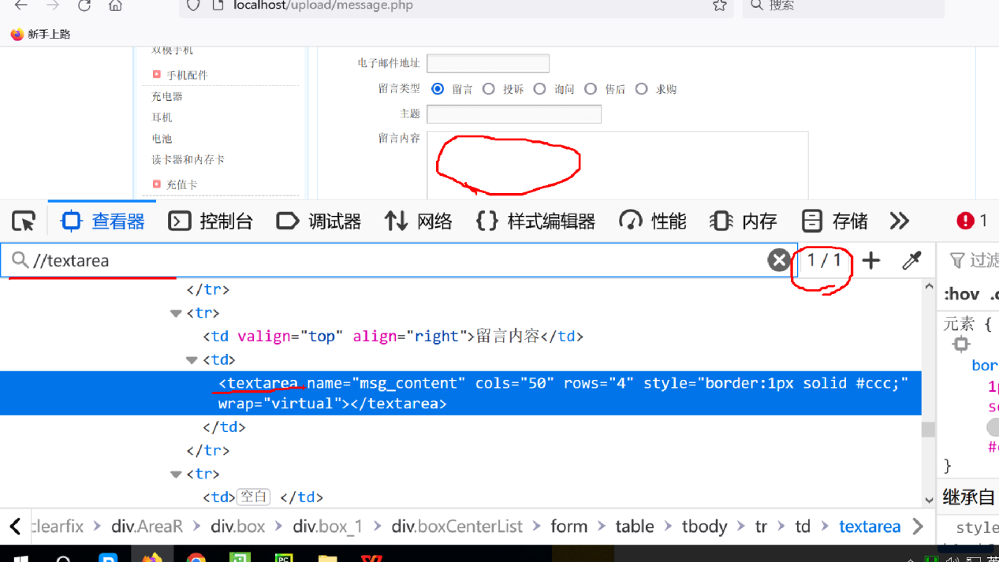 localhost/upload/message.php
搜索
新手上路
双模手机
手机配件
充电器
耳机
电池
读卡器和内存卡
充值卡
电子邮件地址
留言类型 留言 投诉 询问 售后 求购
主题
留言内容
查看器 控制台 调试器 网络 样式编辑器 性能 内存 存储 1
//textarea 1 / 1 过滤
</tr>
<tr>
<td valign="top" align="right">留言内容</td>
<td>
<textarea name="msg_content" cols="50" rows="4" style="border:1px solid #ccc;"
wrap="virtual"></textarea>
</td>
</tr>
<tr>
<td>空白 </td>
:hov .c
元素 {
bor
1p
so
#c
}
继承自
style
clearfix div.AreaR div.box div.box_1 div.boxCenterList form table tbody tr td textarea
PC
英